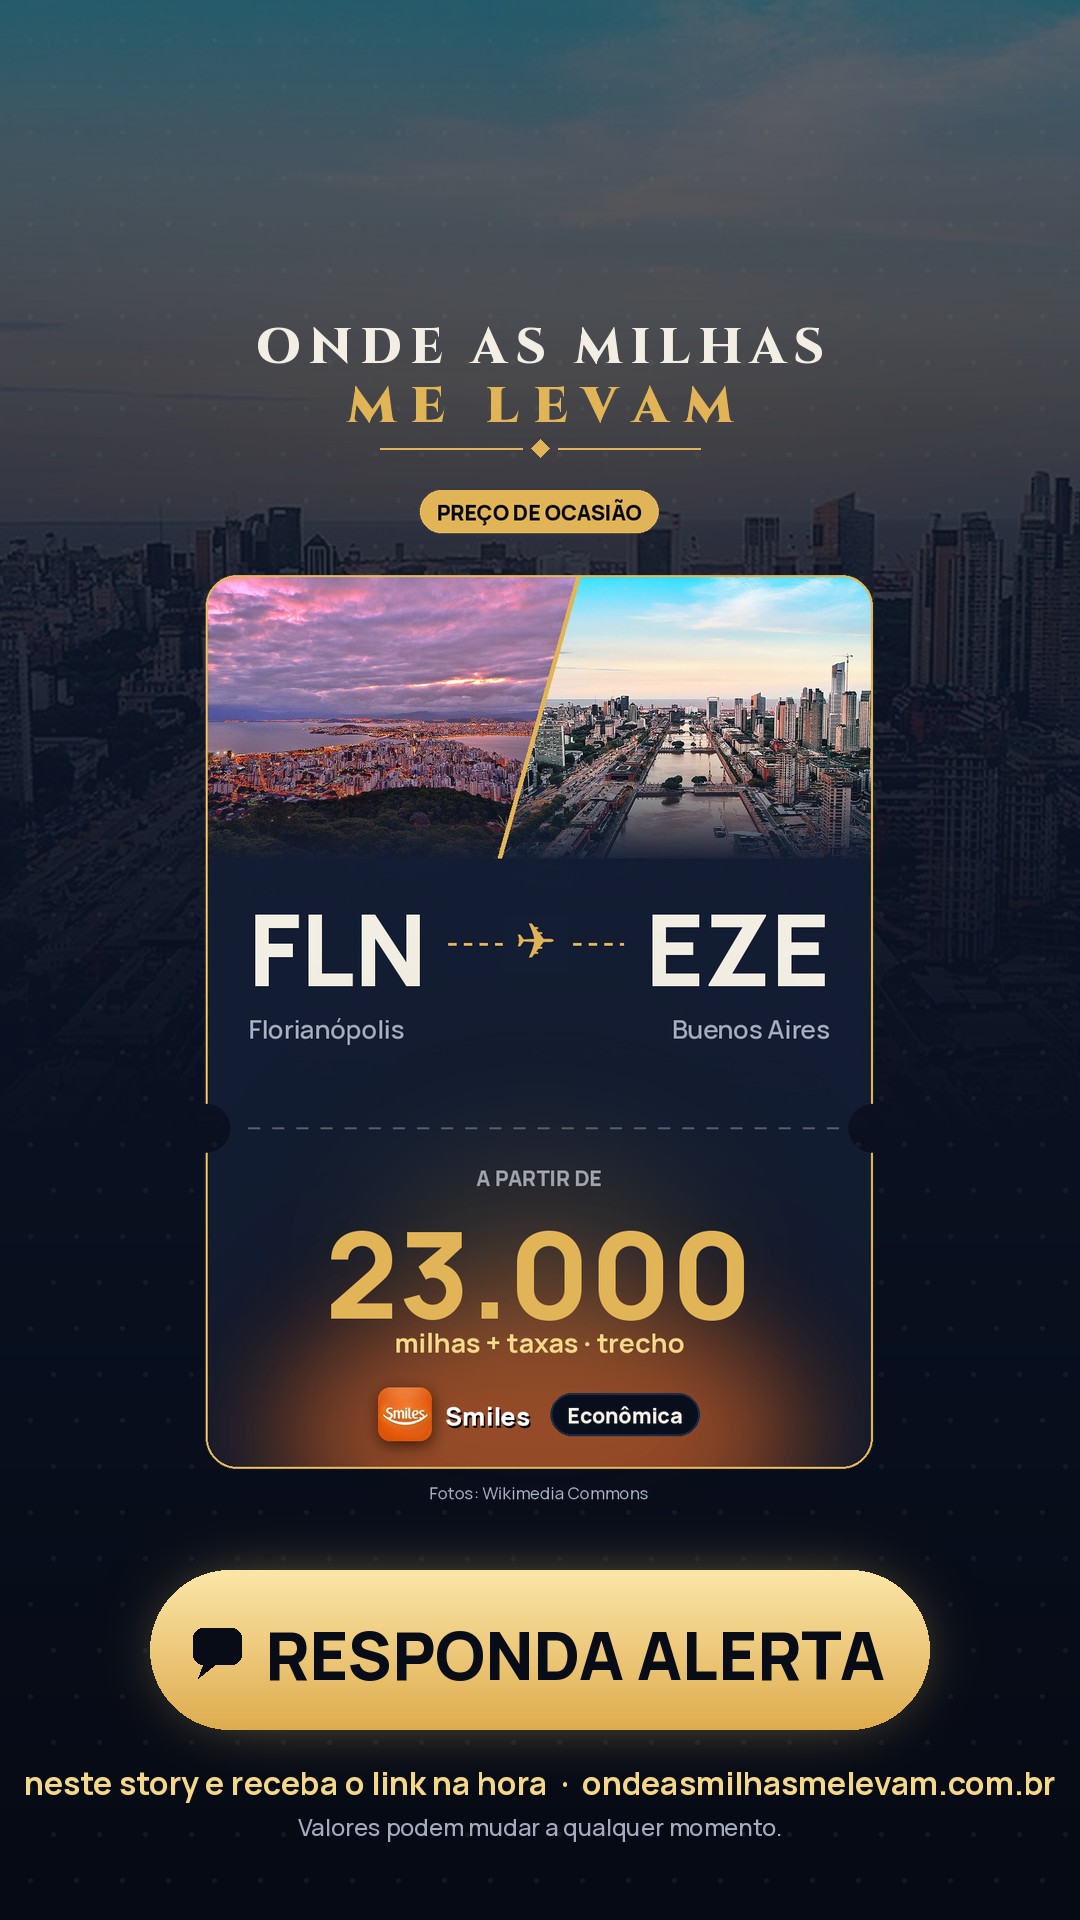 ONDE AS MILHAS
ME LEVAM
PREÇO DE OCASIÃO
FLN ✈ EZE
Florianópolis Buenos Aires
A PARTIR DE
23.000
milhas + taxas · trecho
Smiles Smiles Econômica
Fotos: Wikimedia Commons
RESPONDA ALERTA
neste story e receba o link na hora · ondeasmilhasmelevam.com.br
Valores podem mudar a qualquer momento.